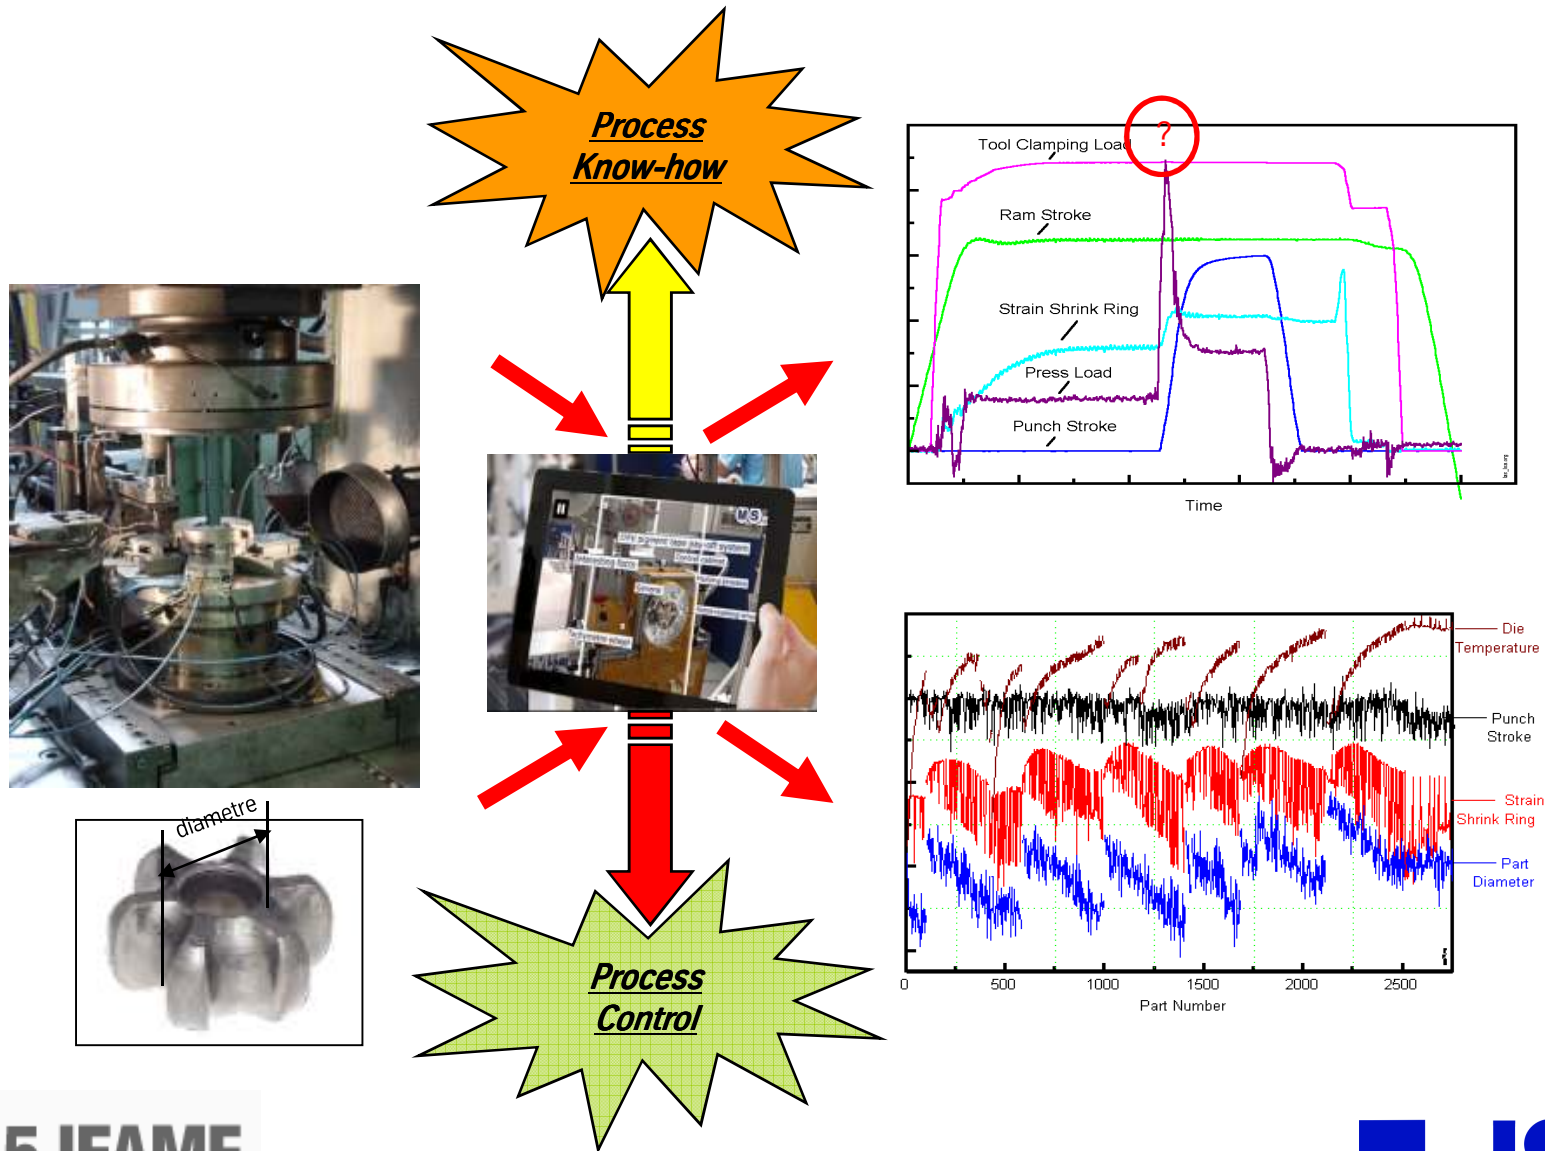 Process
Know-how
?
Tool Clamping Load
Ram Stroke
Strain Shrink Ring
Press Load
Punch Stroke
Time
diametre
Die
Temperature
Punch
Stroke
Strain
Shrink Ring
Part
Diameter
0 500 1000 1500 2000 2500
Part Number
Process
Control